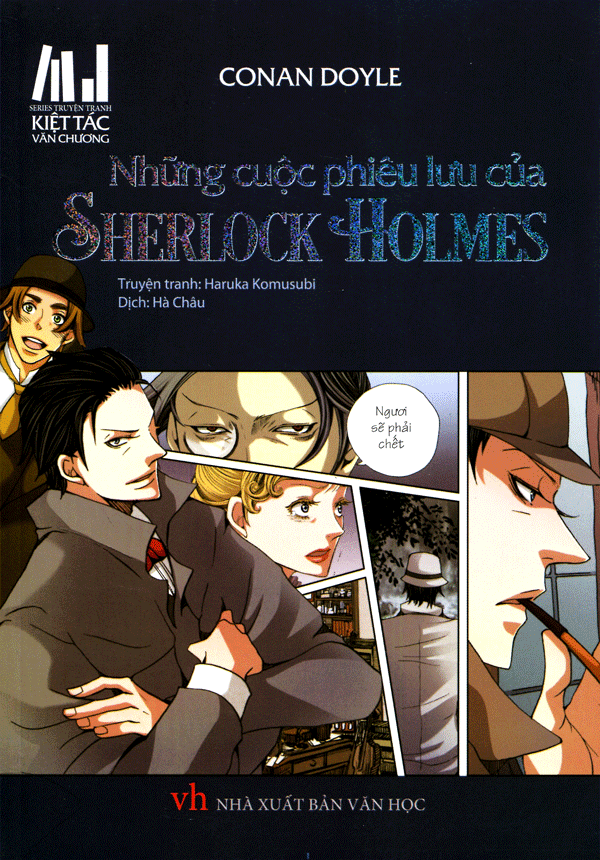 CONAN DOYLE
SERIES TRUYỆN TRANH
KIỆT TÁC
VĂN CHƯƠNG
Những cuộc phiêu lưu của
SHERLOCK HOLMES
Truyện tranh: Haruka Komusubi
Dịch: Hà Châu
Ngươi
sẽ phải
chết
vh NHÀ XUẤT BẢN VĂN HỌC